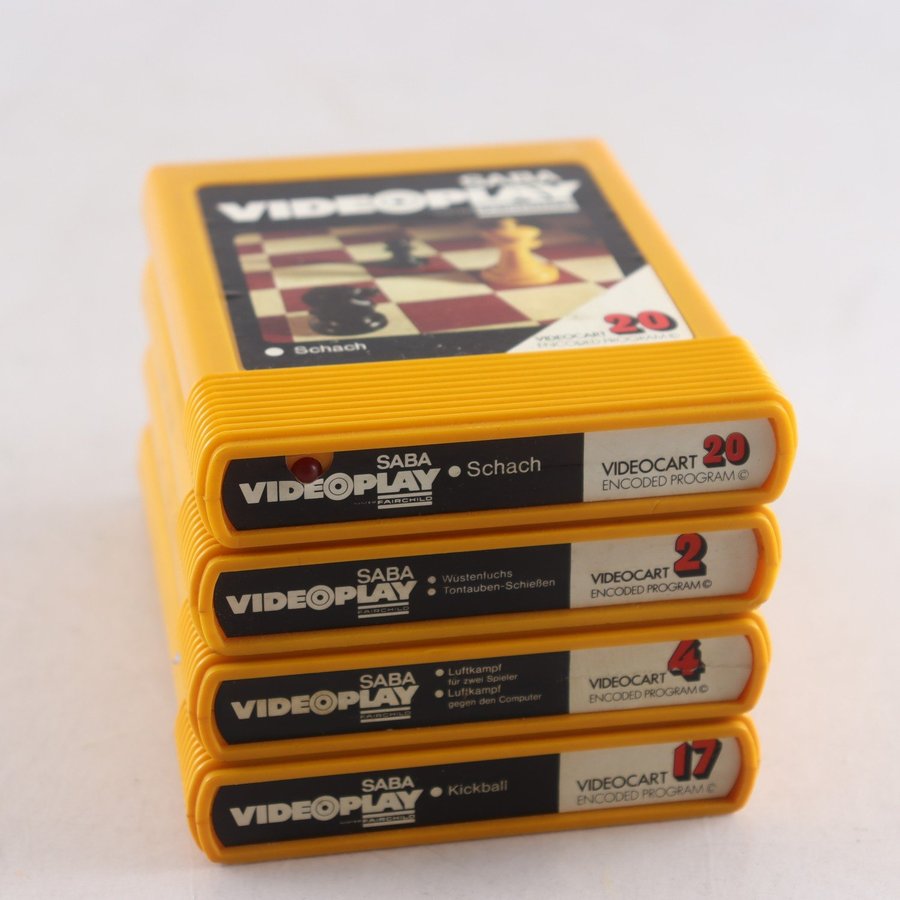 SABA
VIDEOPLAY
Schach
20
VIDEOCART
ENCODED PROGRAM ©
SABA
VIDEOPLAY
FAIRCHILD
Schach
VIDEOCART 20
ENCODED PROGRAM ©
SABA
VIDEOPLAY
FAIRCHILD
Wüstenfuchs
Tontauben-Schießen
VIDEOCART 2
ENCODED PROGRAM ©
SABA
VIDEOPLAY
FAIRCHILD
Luftkampf
für zwei Spieler
Luftkampf
gegen den Computer
VIDEOCART 4
ENCODED PROGRAM ©
SABA
VIDEOPLAY
FAIRCHILD
Kickball
VIDEOCART 17
ENCODED PROGRAM ©